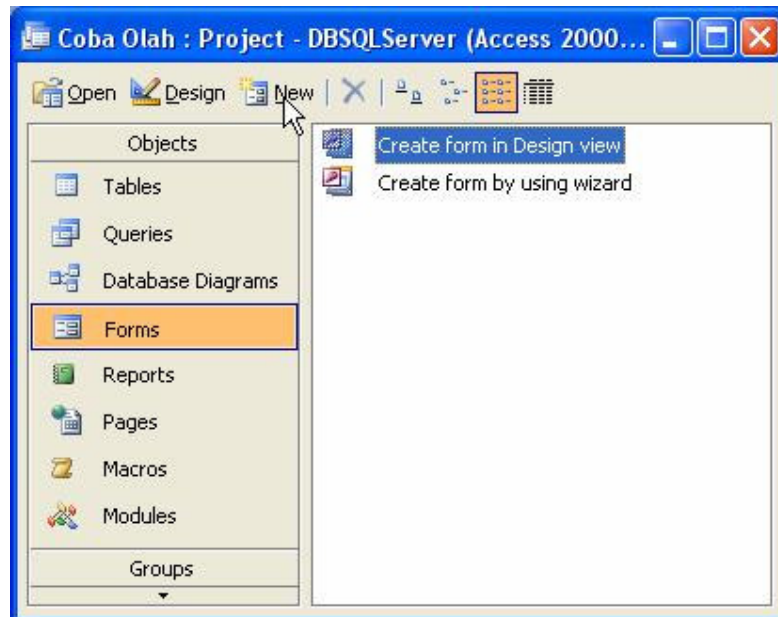 Coba Olah : Project - DBSQLServer (Access 2000...
Open Design New
Objects
Tables
Queries
Database Diagrams
Forms
Reports
Pages
Macros
Modules
Groups
Create form in Design view
Create form by using wizard